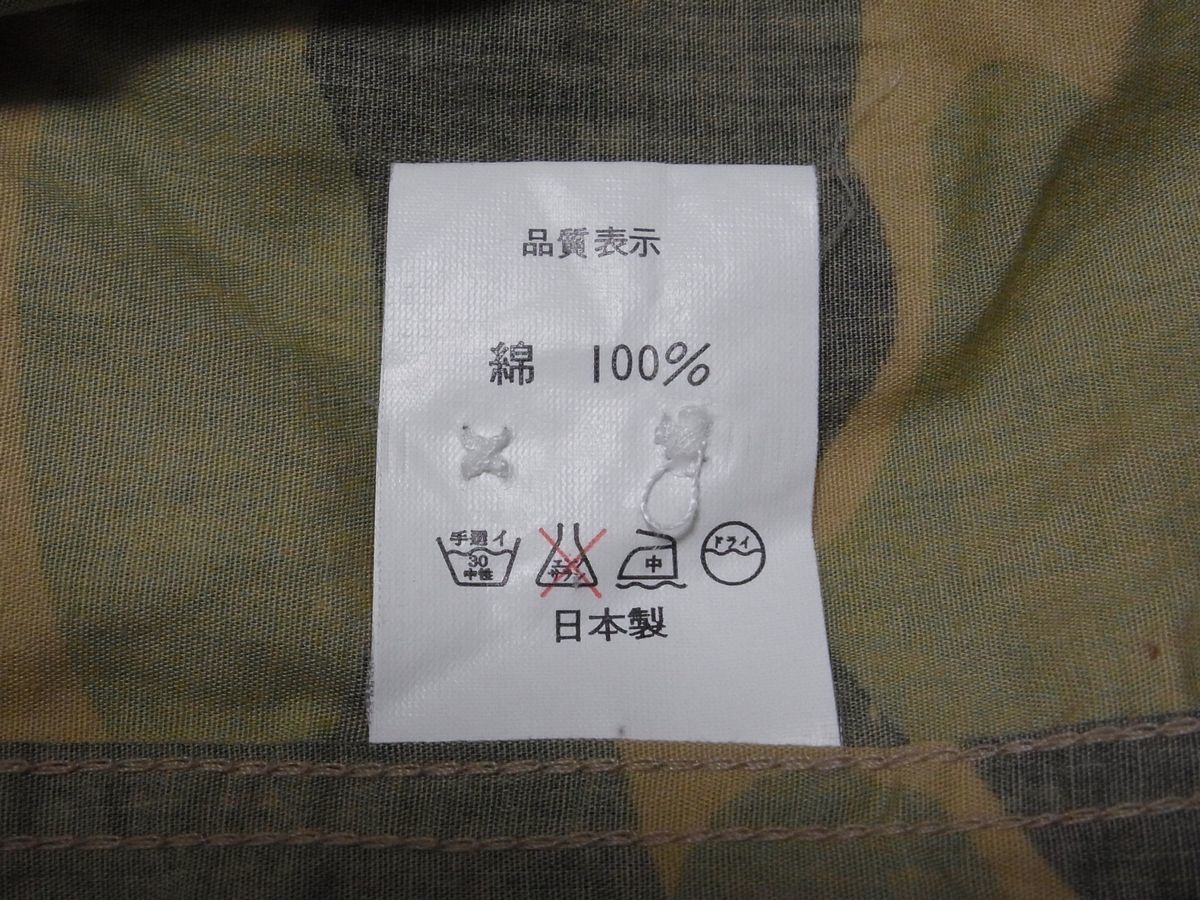 品質表示
綿 100%
手洗イ
30
中性
エンソ
サラシ
中
ドライ
日本製